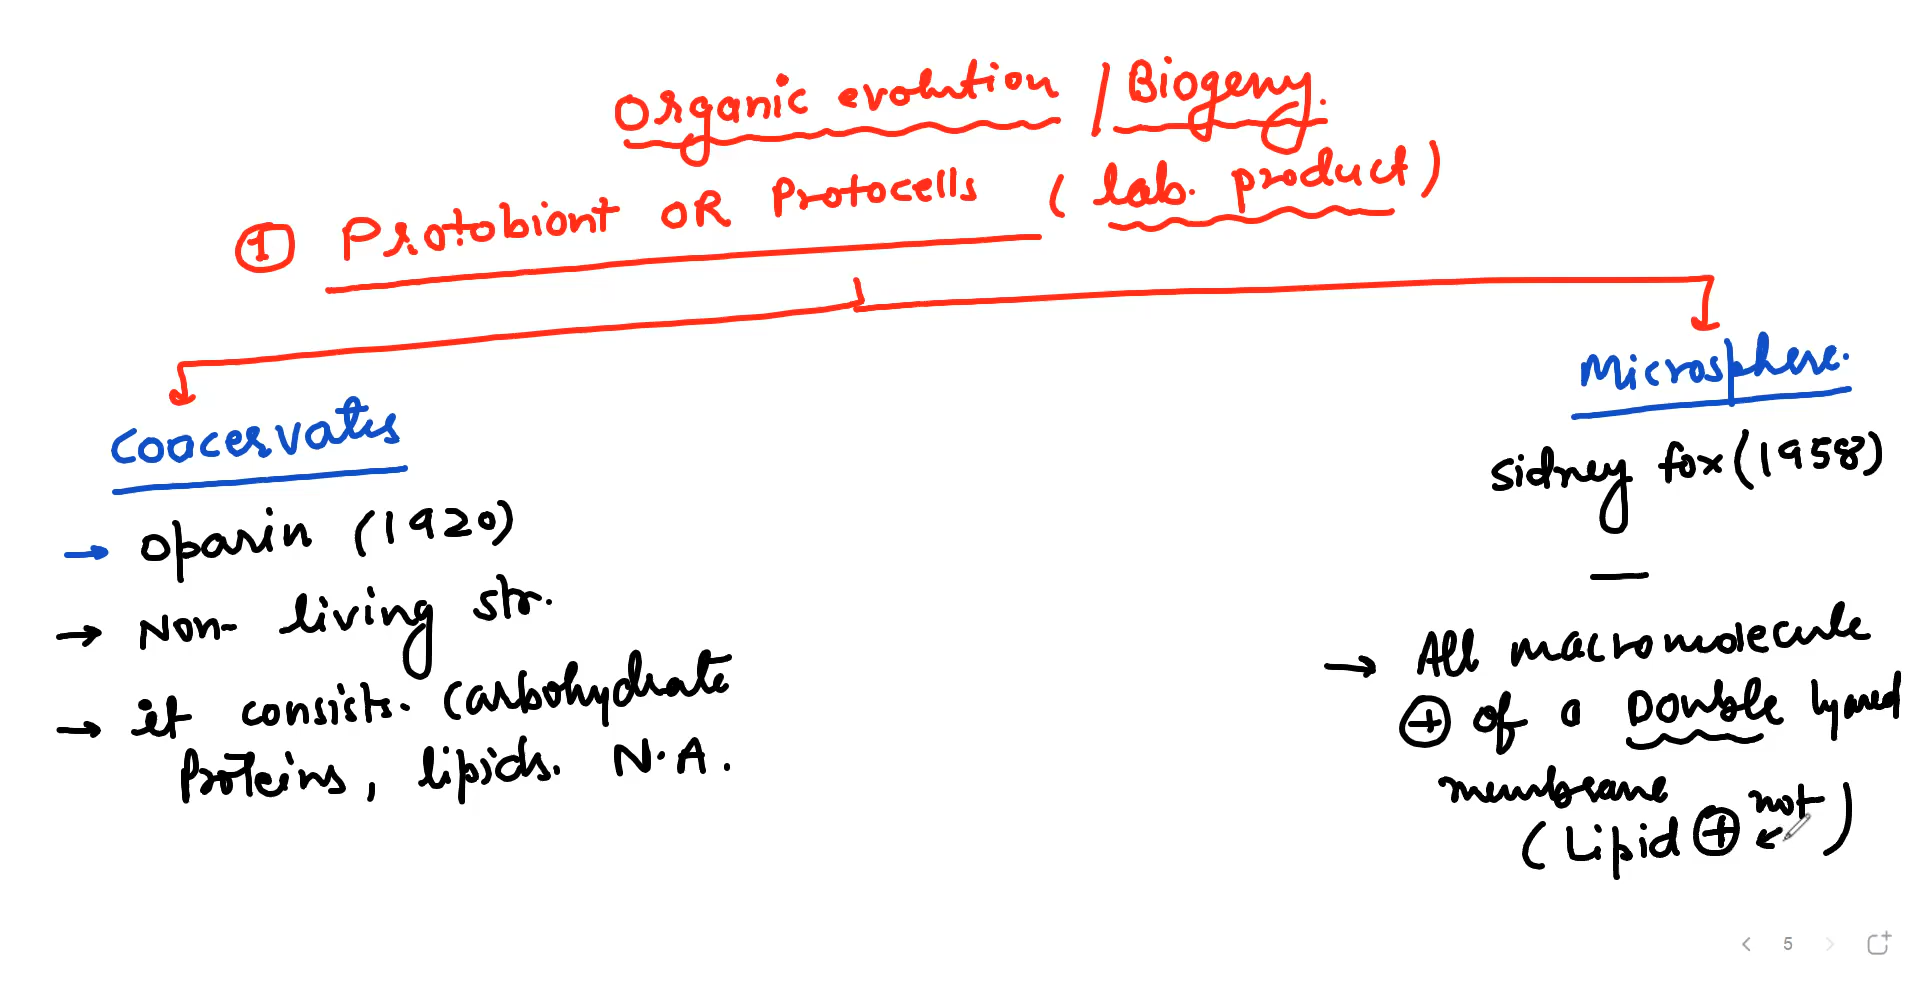 Organic evolution / Biogeny.
① Protobiont OR Protocells (lab. product)
Coacervates
→ Oparin (1920)
→ Non-living str.
→ it consists. Carbohydrate
Proteins, lipids. N.A.
Microsphere.
Sidney fox (1958)
—
→ All macromolecule
⊕ of a Double lyared
membrane
(Lipid ⊕ not ←)
5